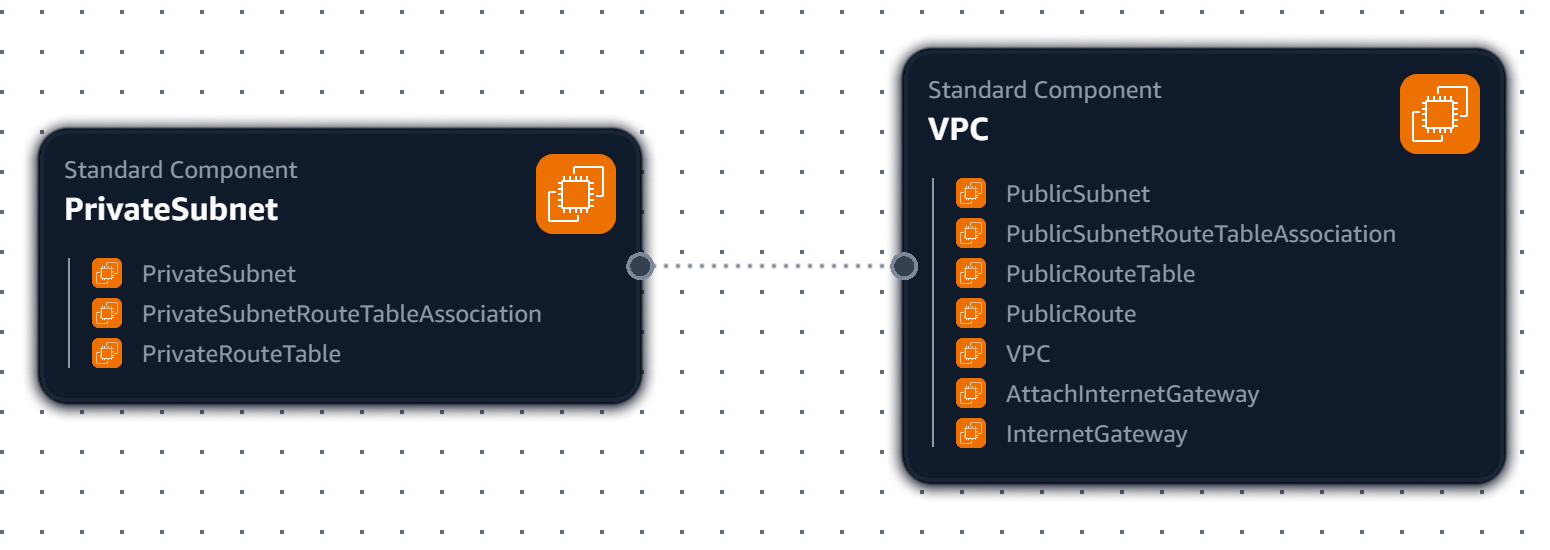 Standard Component
PrivateSubnet
PrivateSubnet
PrivateSubnetRouteTableAssociation
PrivateRouteTable
Standard Component
VPC
PublicSubnet
PublicSubnetRouteTableAssociation
PublicRouteTable
PublicRoute
VPC
AttachInternetGateway
InternetGateway